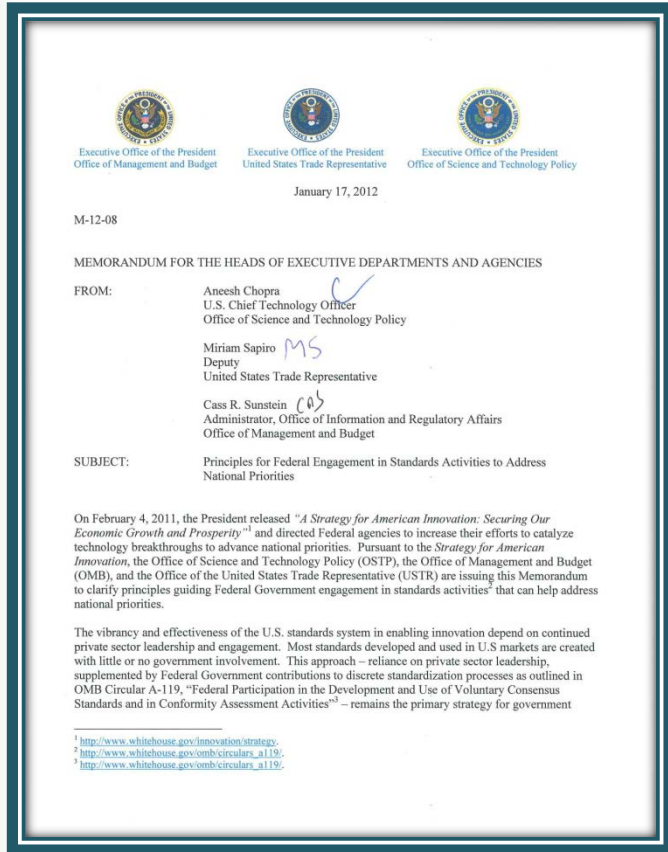 Executive Office of the President
Office of Management and Budget
Executive Office of the President
United States Trade Representative
Executive Office of the President
Office of Science and Technology Policy
January 17, 2012
M-12-08
MEMORANDUM FOR THE HEADS OF EXECUTIVE DEPARTMENTS AND AGENCIES
FROM:
Aneesh Chopra
U.S. Chief Technology Officer
Office of Science and Technology Policy
Miriam Sapiro MS
Deputy
United States Trade Representative
Cass R. Sunstein
Administrator, Office of Information and Regulatory Affairs
Office of Management and Budget
SUBJECT: Principles for Federal Engagement in Standards Activities to Address
National Priorities
On February 4, 2011, the President released "A Strategy for American Innovation: Securing Our
Economic Growth and Prosperity"1 and directed Federal agencies to increase their efforts to catalyze
technology breakthroughs to advance national priorities. Pursuant to the Strategy for American
Innovation, the Office of Science and Technology Policy (OSTP), the Office of Management and Budget
(OMB), and the Office of the United States Trade Representative (USTR) are issuing this Memorandum
to clarify principles guiding Federal Government engagement in standards activities2 that can help address
national priorities.
The vibrancy and effectiveness of the U.S. standards system in enabling innovation depend on continued
private sector leadership and engagement. Most standards developed and used in U.S markets are created
with little or no government involvement. This approach – reliance on private sector leadership,
supplemented by Federal Government contributions to discrete standardization processes as outlined in
OMB Circular A-119, "Federal Participation in the Development and Use of Voluntary Consensus
Standards and in Conformity Assessment Activities"3 – remains the primary strategy for government
1 http://www.whitehouse.gov/innovation/strategy.
2 http://www.whitehouse.gov/omb/circulars_a119/.
3 http://www.whitehouse.gov/omb/circulars_a119/.